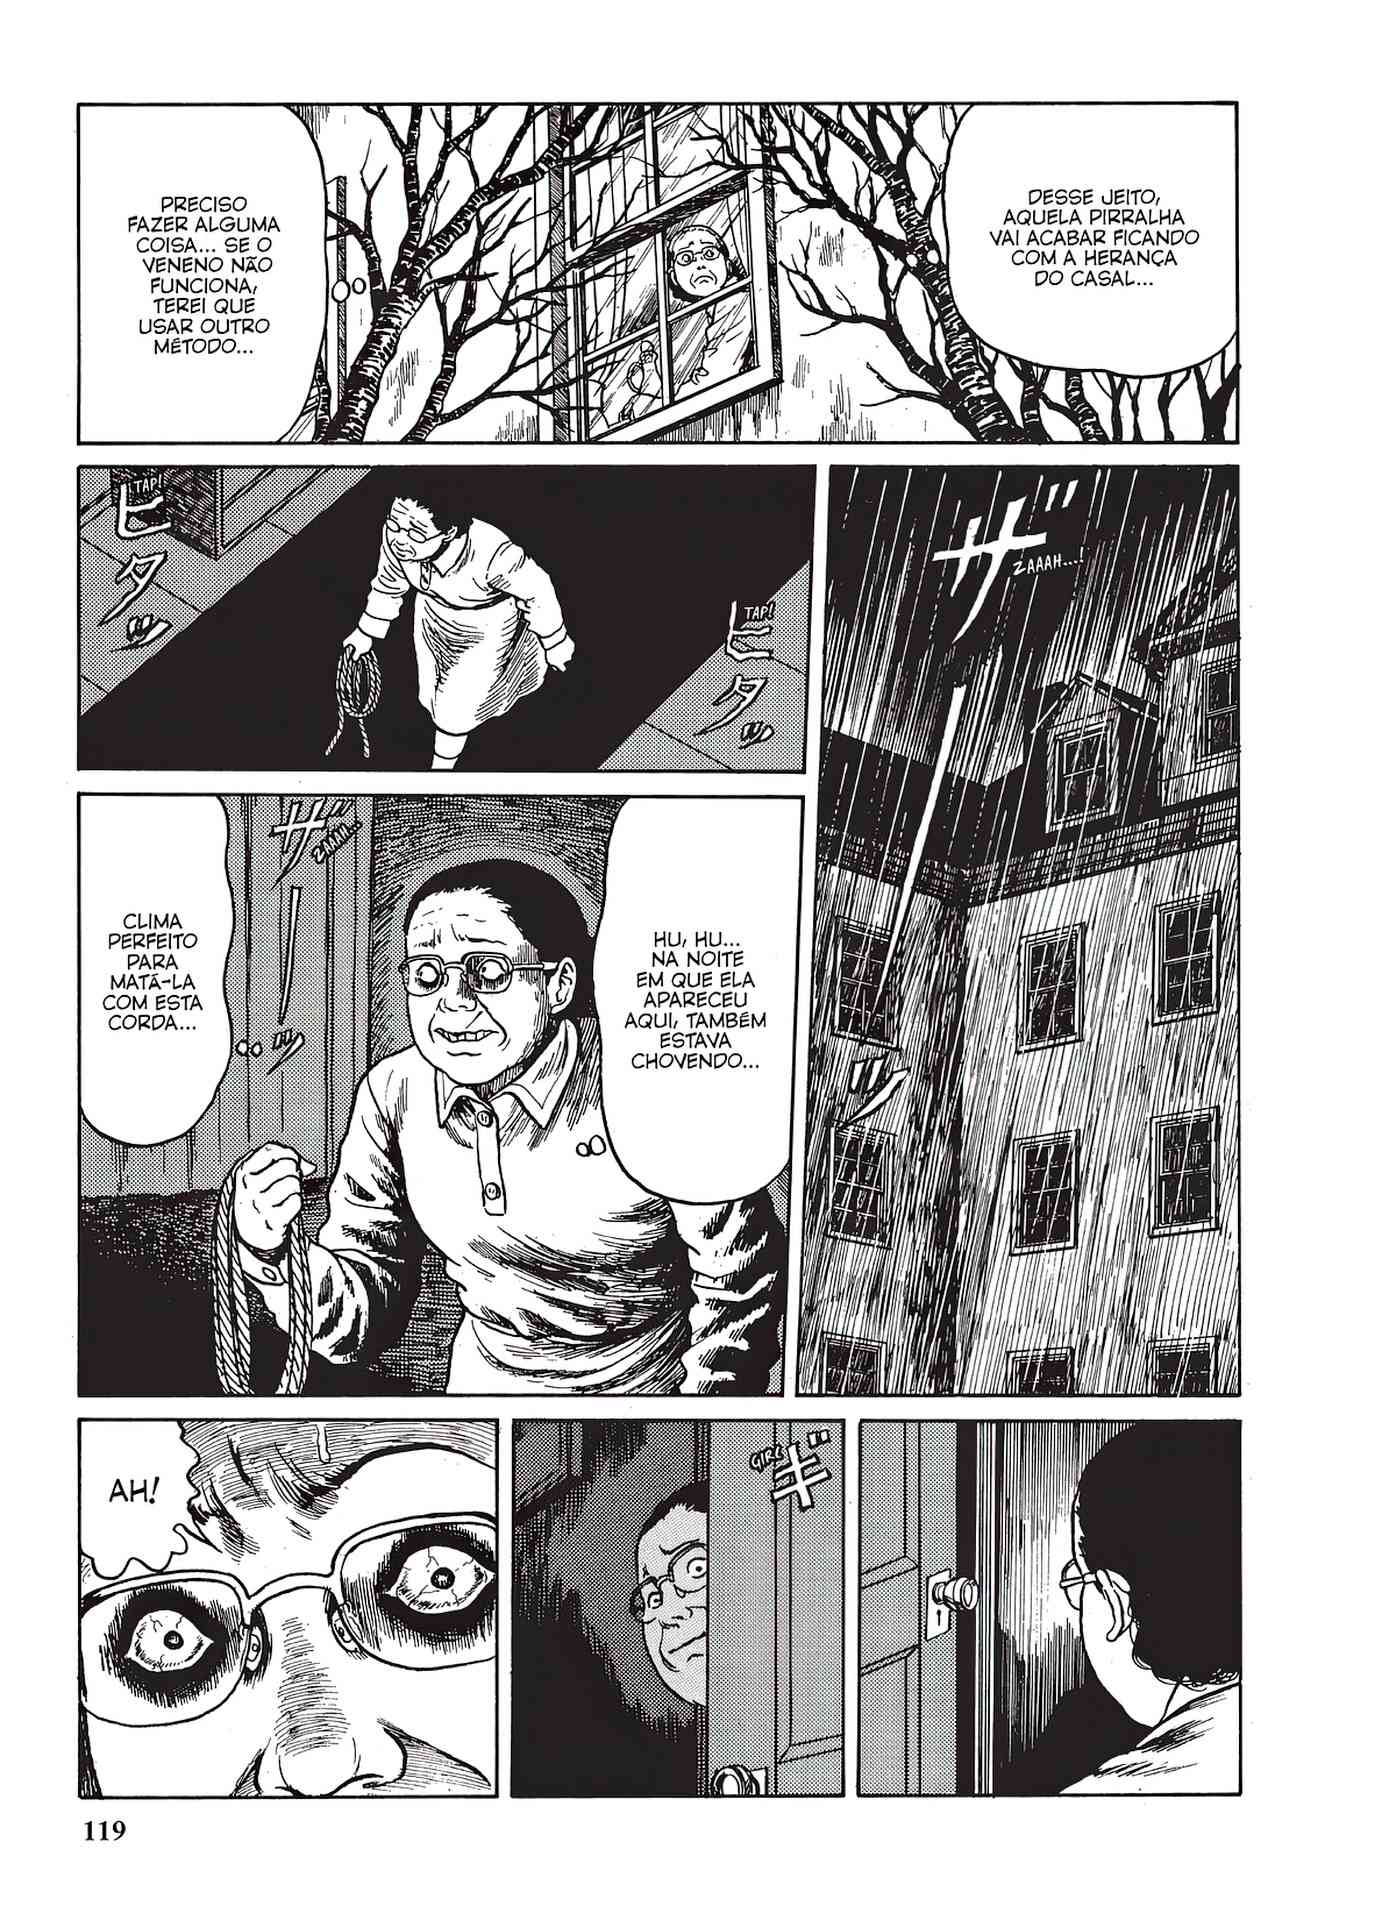 DESSE JEITO,
AQUELA PIRRALHA
VAI ACABAR FICANDO
COM A HERANÇA
DO CASAL...
PRECISO
FAZER ALGUMA
COISA... SE O
VENENO NÃO
FUNCIONA,
TEREI QUE
USAR OUTRO
MÉTODO...
ザ
ZAAAH...!
ーッ
TAP!
ヒタッ
TAP!
ヒタッ
HU, HU...
NA NOITE
EM QUE ELA
APARECEU
AQUI, TAMBÉM
ESTAVA
CHOVENDO...
ザーッ
ZAAAH...
CLIMA
PERFEITO
PARA
MATÁ-LA
COM ESTA
CORDA...
ギ
AH!
119